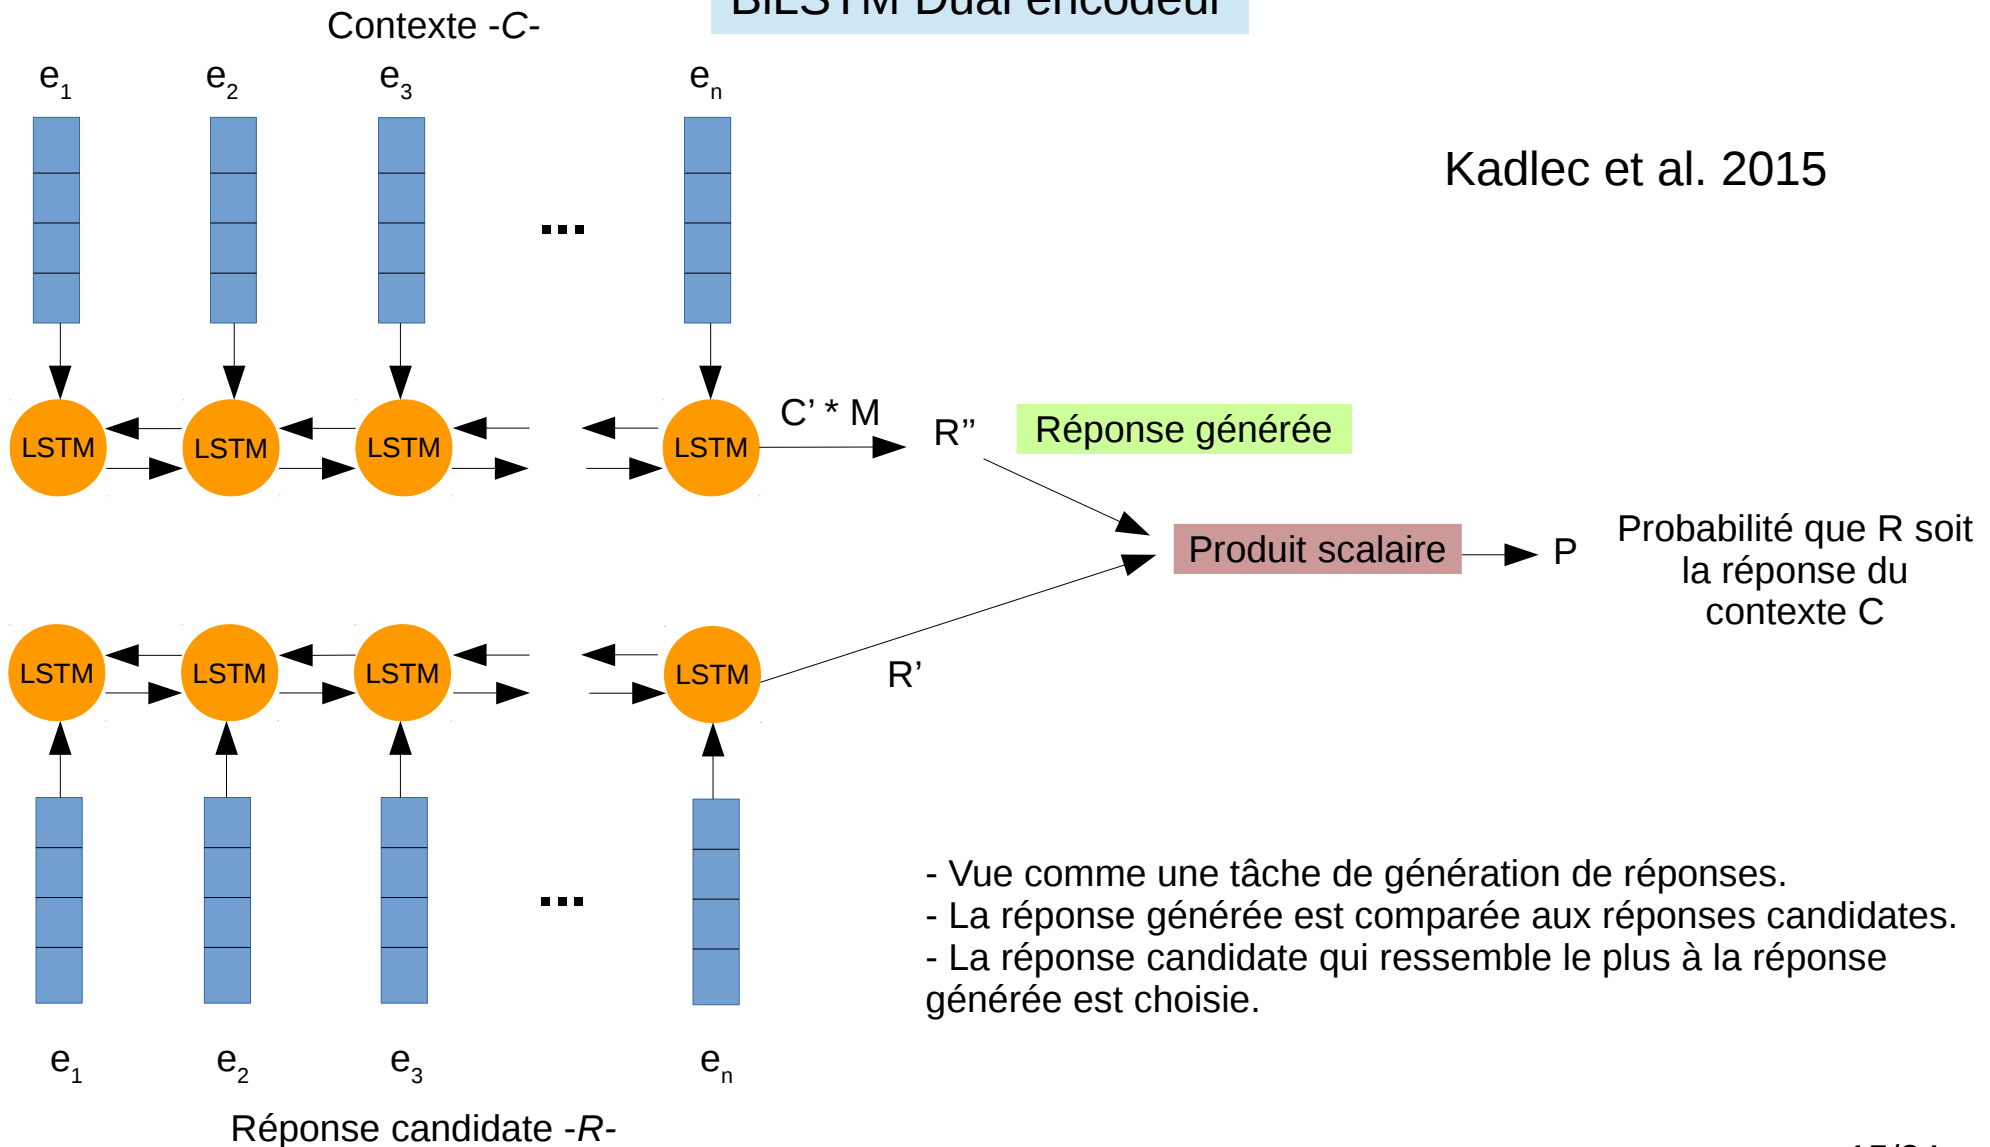 BiLSTM Dual encodeur
Contexte -C-
e1 e2 e3 en
Kadlec et al. 2015
...
LSTM LSTM LSTM LSTM
C’ * M
R’’
Réponse générée
Produit scalaire
P
Probabilité que R soit
la réponse du
contexte C
LSTM LSTM LSTM LSTM
R’
...
- Vue comme une tâche de génération de réponses.
- La réponse générée est comparée aux réponses candidates.
- La réponse candidate qui ressemble le plus à la réponse
générée est choisie.
e1 e2 e3 en
Réponse candidate -R-